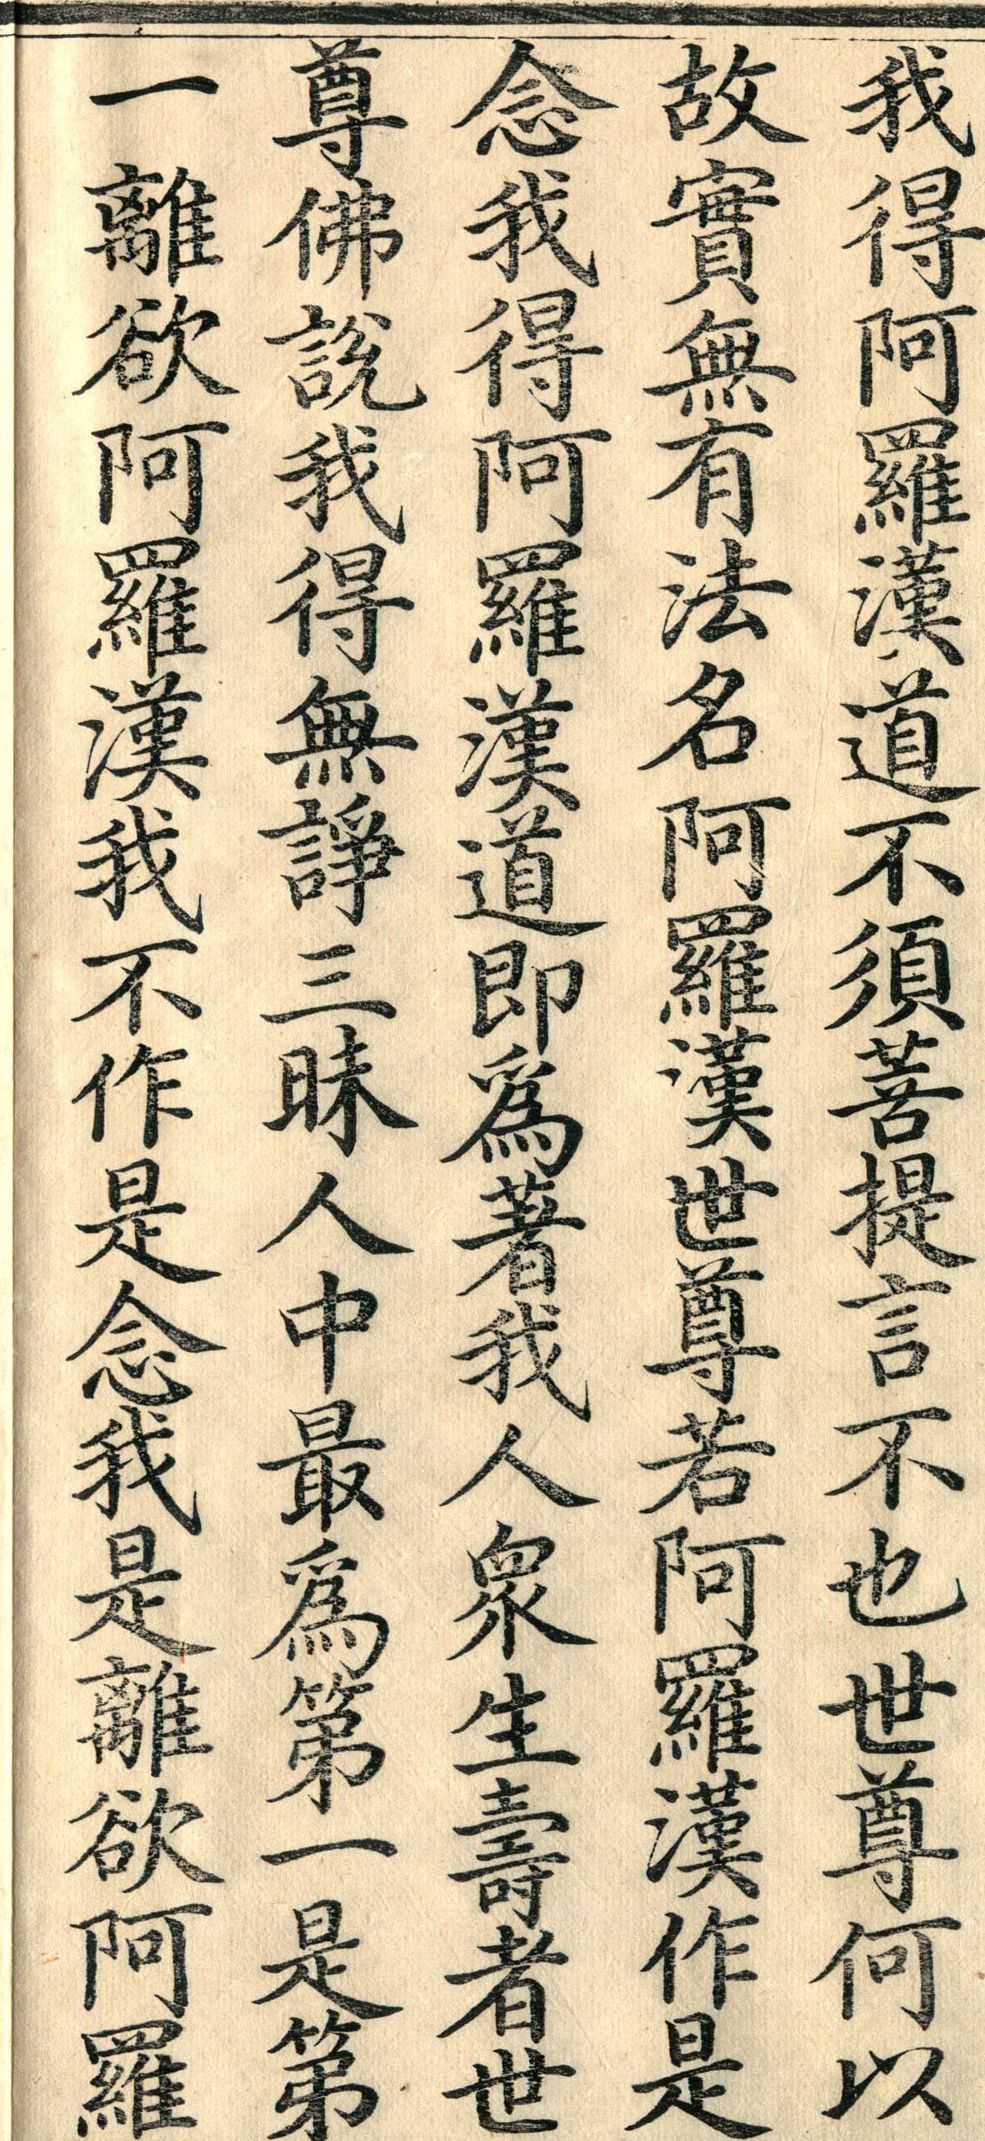 我得阿羅漢道不須菩提言不也世尊何以
故實無有法名阿羅漢世尊若阿羅漢作是
念我得阿羅漢道即爲著我人衆生壽者世
尊佛說我得無諍三昧人中最爲第一是第
一離欲阿羅漢我不作是念我是離欲阿羅